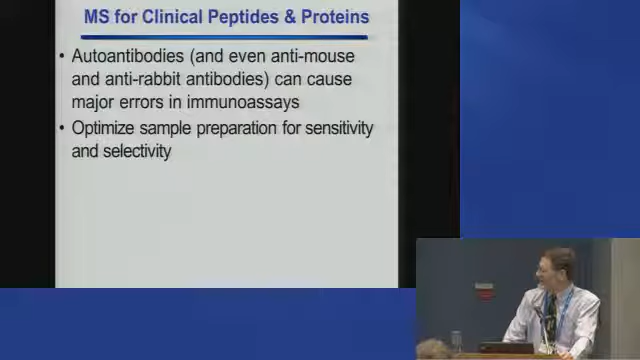 MS for Clinical Peptides & Proteins
• Autoantibodies (and even anti-mouse
and anti-rabbit antibodies) can cause
major errors in immunoassays
• Optimize sample preparation for sensitivity
and selectivity